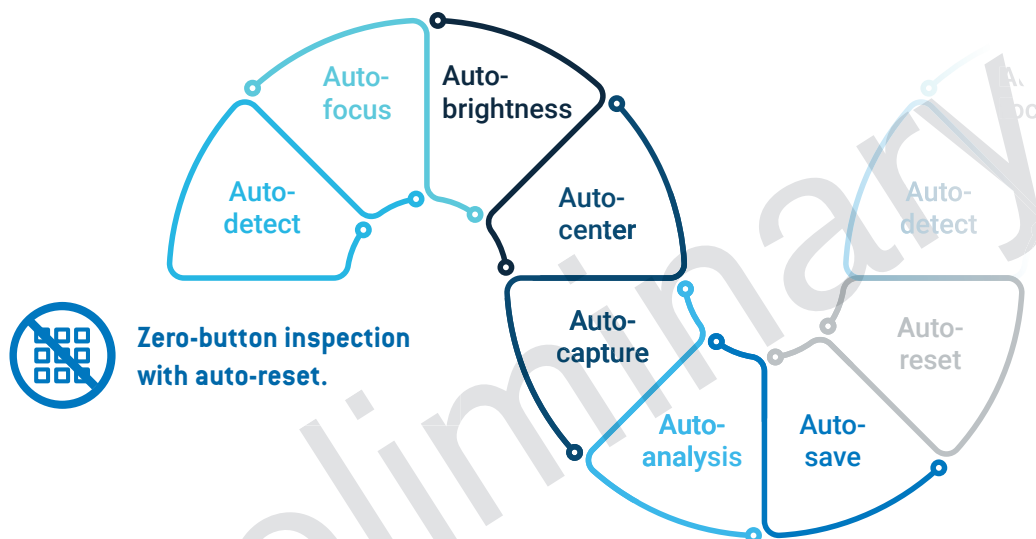 Auto-
detect
Auto-
focus
Auto-
brightness
Auto-
center
Auto-
capture
Auto-
analysis
Auto-
save
Auto-
reset
Auto-
detect
Zero-button inspection
with auto-reset.
eliminary